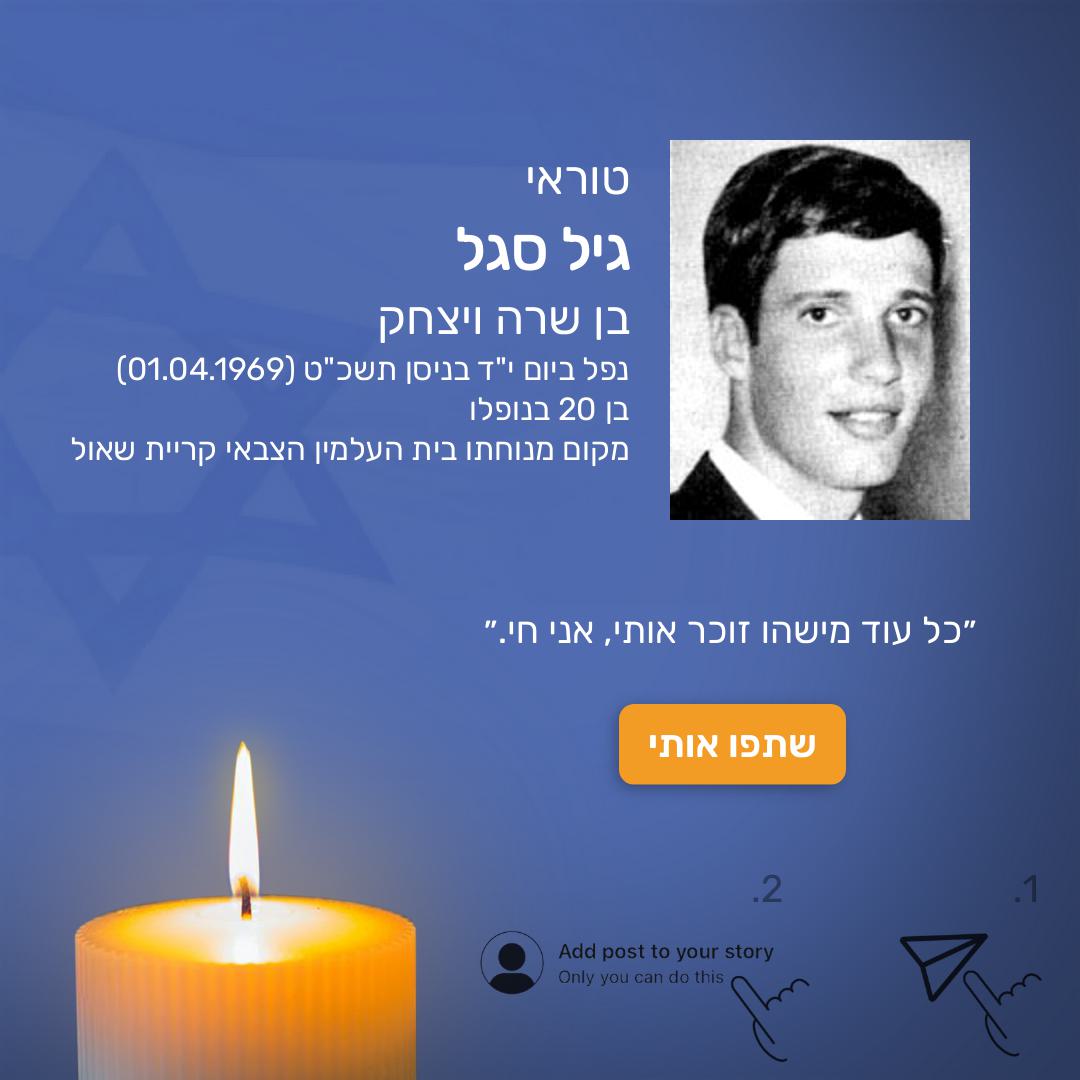 טוראי
גיל סגל
בן שרה ויצחק
נפל ביום י"ד בניסן תשכ"ט (01.04.1969)
בן 20 בנופלו
מקום מנוחתו בית העלמין הצבאי קריית שאול
״כל עוד מישהו זוכר אותי, אני חי.״
שתפו אותי
.1
.2
Add post to your story
Only you can do this